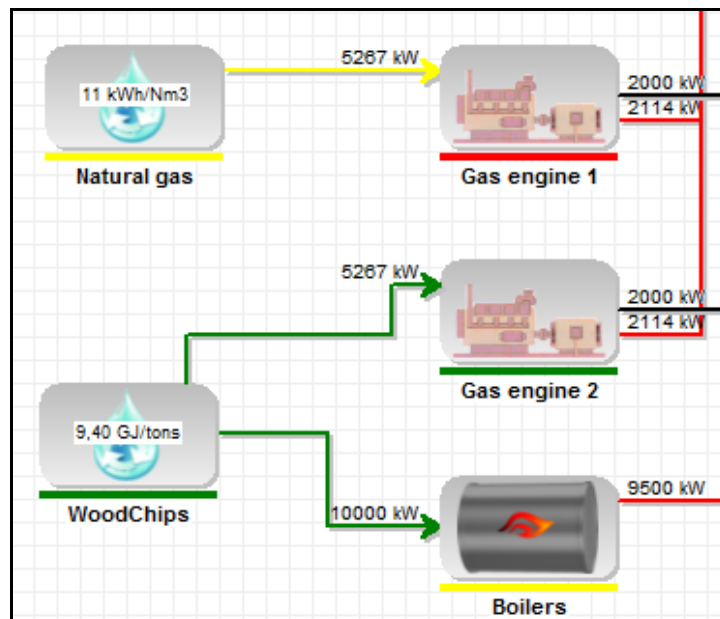 5267 kW
2000 kW
11 kWh/Nm3
2114 kW
Natural gas
Gas engine 1
5267 kW
2000 kW
2114 kW
Gas engine 2
9,40 GJ/tons
9500 kW
WoodChips
10000 kW
Boilers